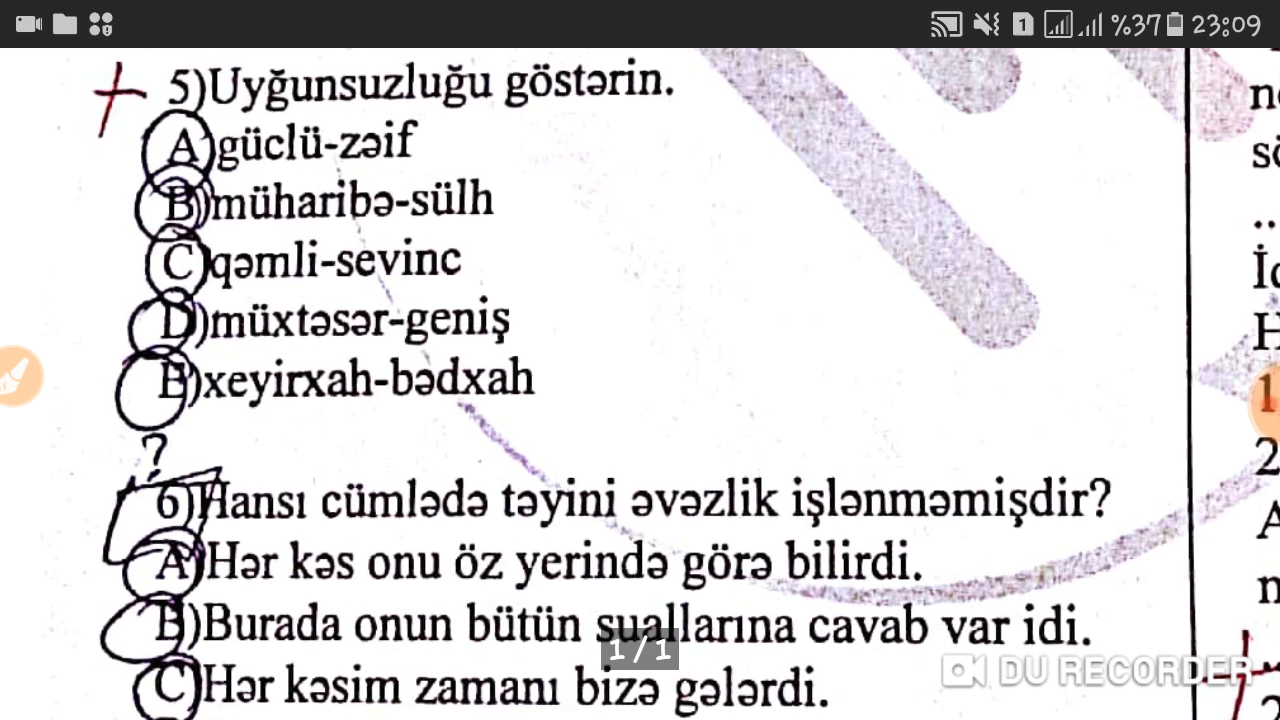 %37 23:09
5)Uyğunsuzluğu göstərin.
A)güclü-zəif
B)müharibə-sülh
C)qəmli-sevinc
D)müxtəsər-geniş
E)xeyirxah-bədxah
?
6)Hansı cümlədə təyini əvəzlik işlənməmişdir?
A)Hər kəs onu öz yerində görə bilirdi.
B)Burada onun bütün suallarına cavab var idi.
1/1
C)Hər kəsim zamanı bizə gələrdi.
DU RECORDER